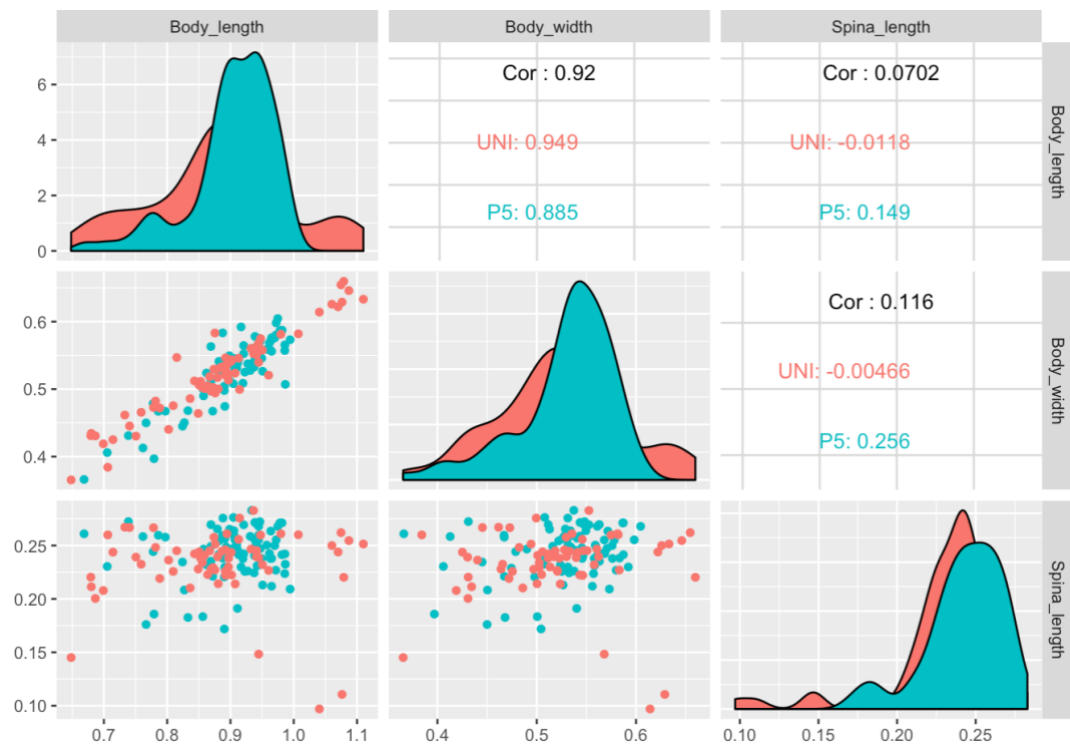 Body_length
Body_width
Spina_length
6
4
2
0
Cor : 0.92
UNI: 0.949
P5: 0.885
Cor : 0.0702
UNI: -0.0118
P5: 0.149
Body_length
0.6
0.5
0.4
Cor : 0.116
UNI: -0.00466
P5: 0.256
Body_width
0.25
0.20
0.15
0.10
Spina_length
0.7 0.8 0.9 1.0 1.1
0.4 0.5 0.6
0.10 0.15 0.20 0.25